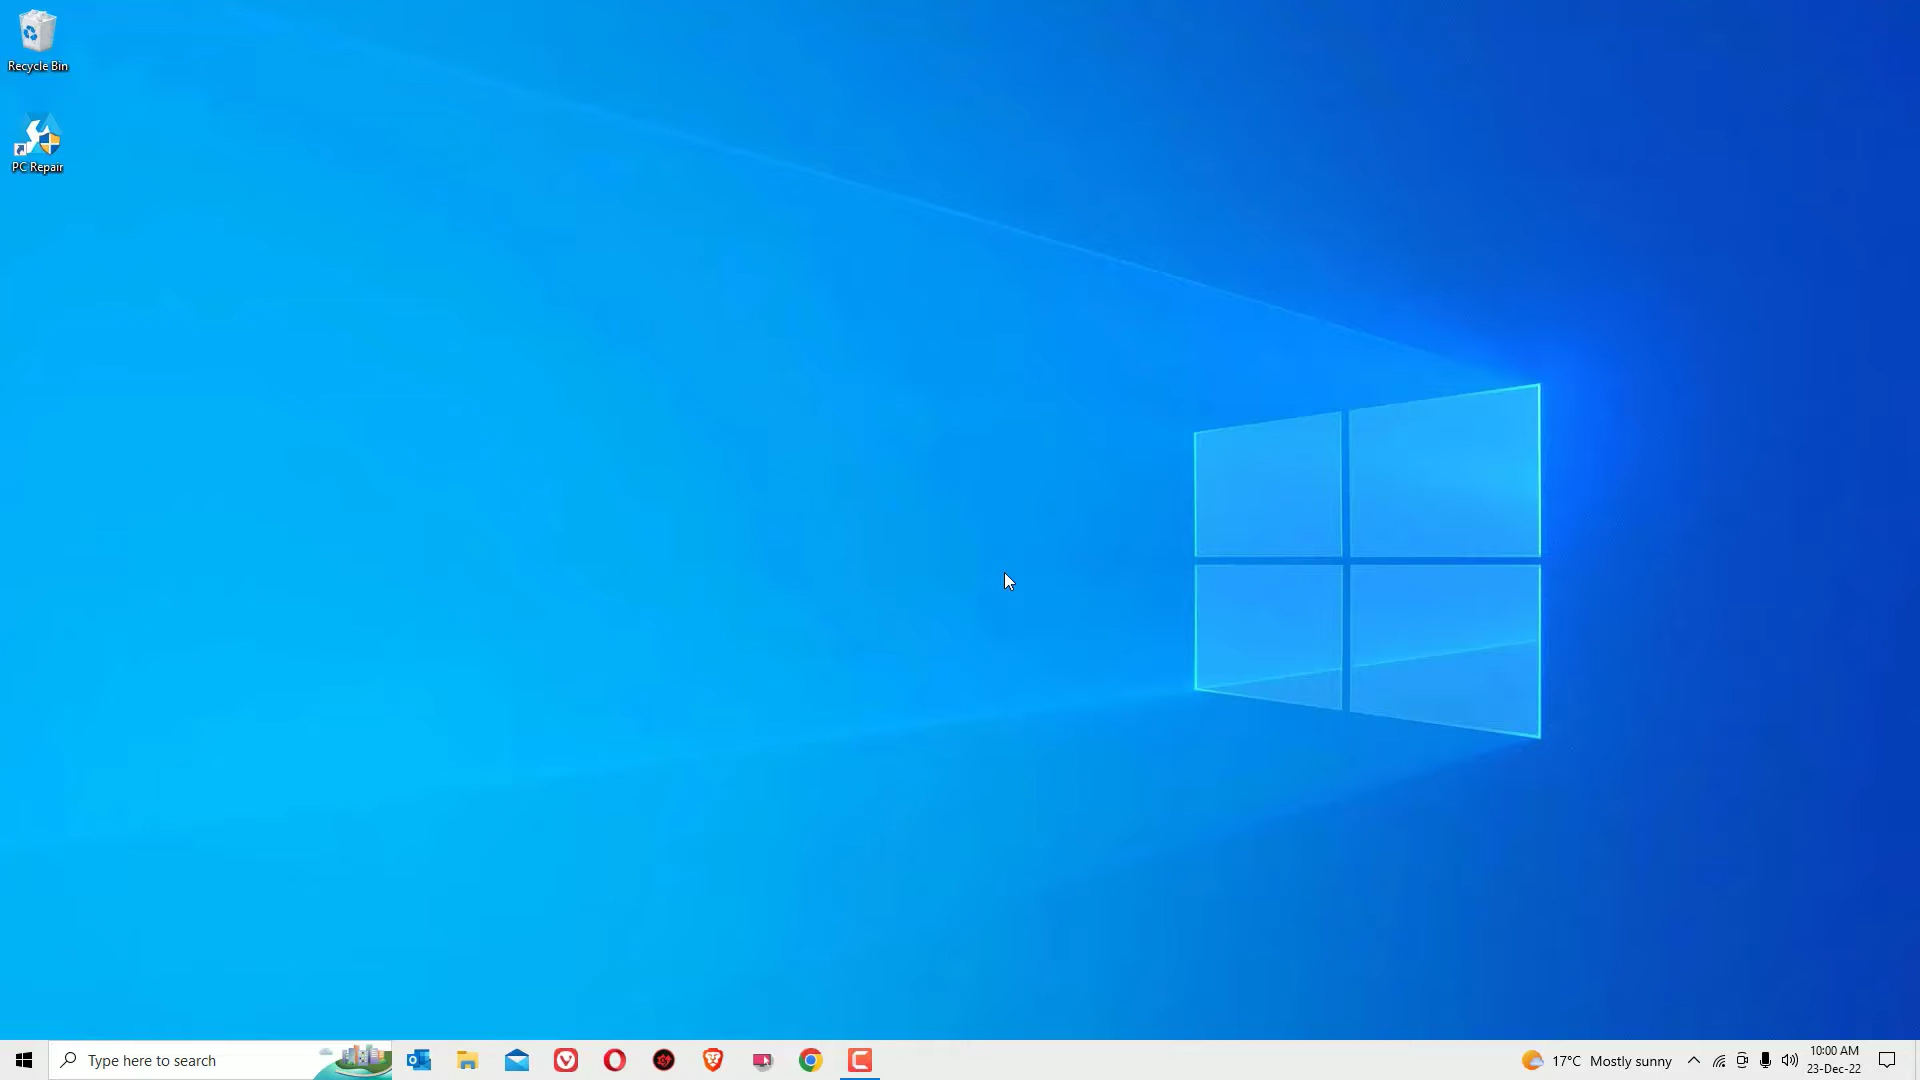 Recycle Bin
PC Repair
Type here to search
17°C Mostly sunny
10:00 AM
23-Dec-22